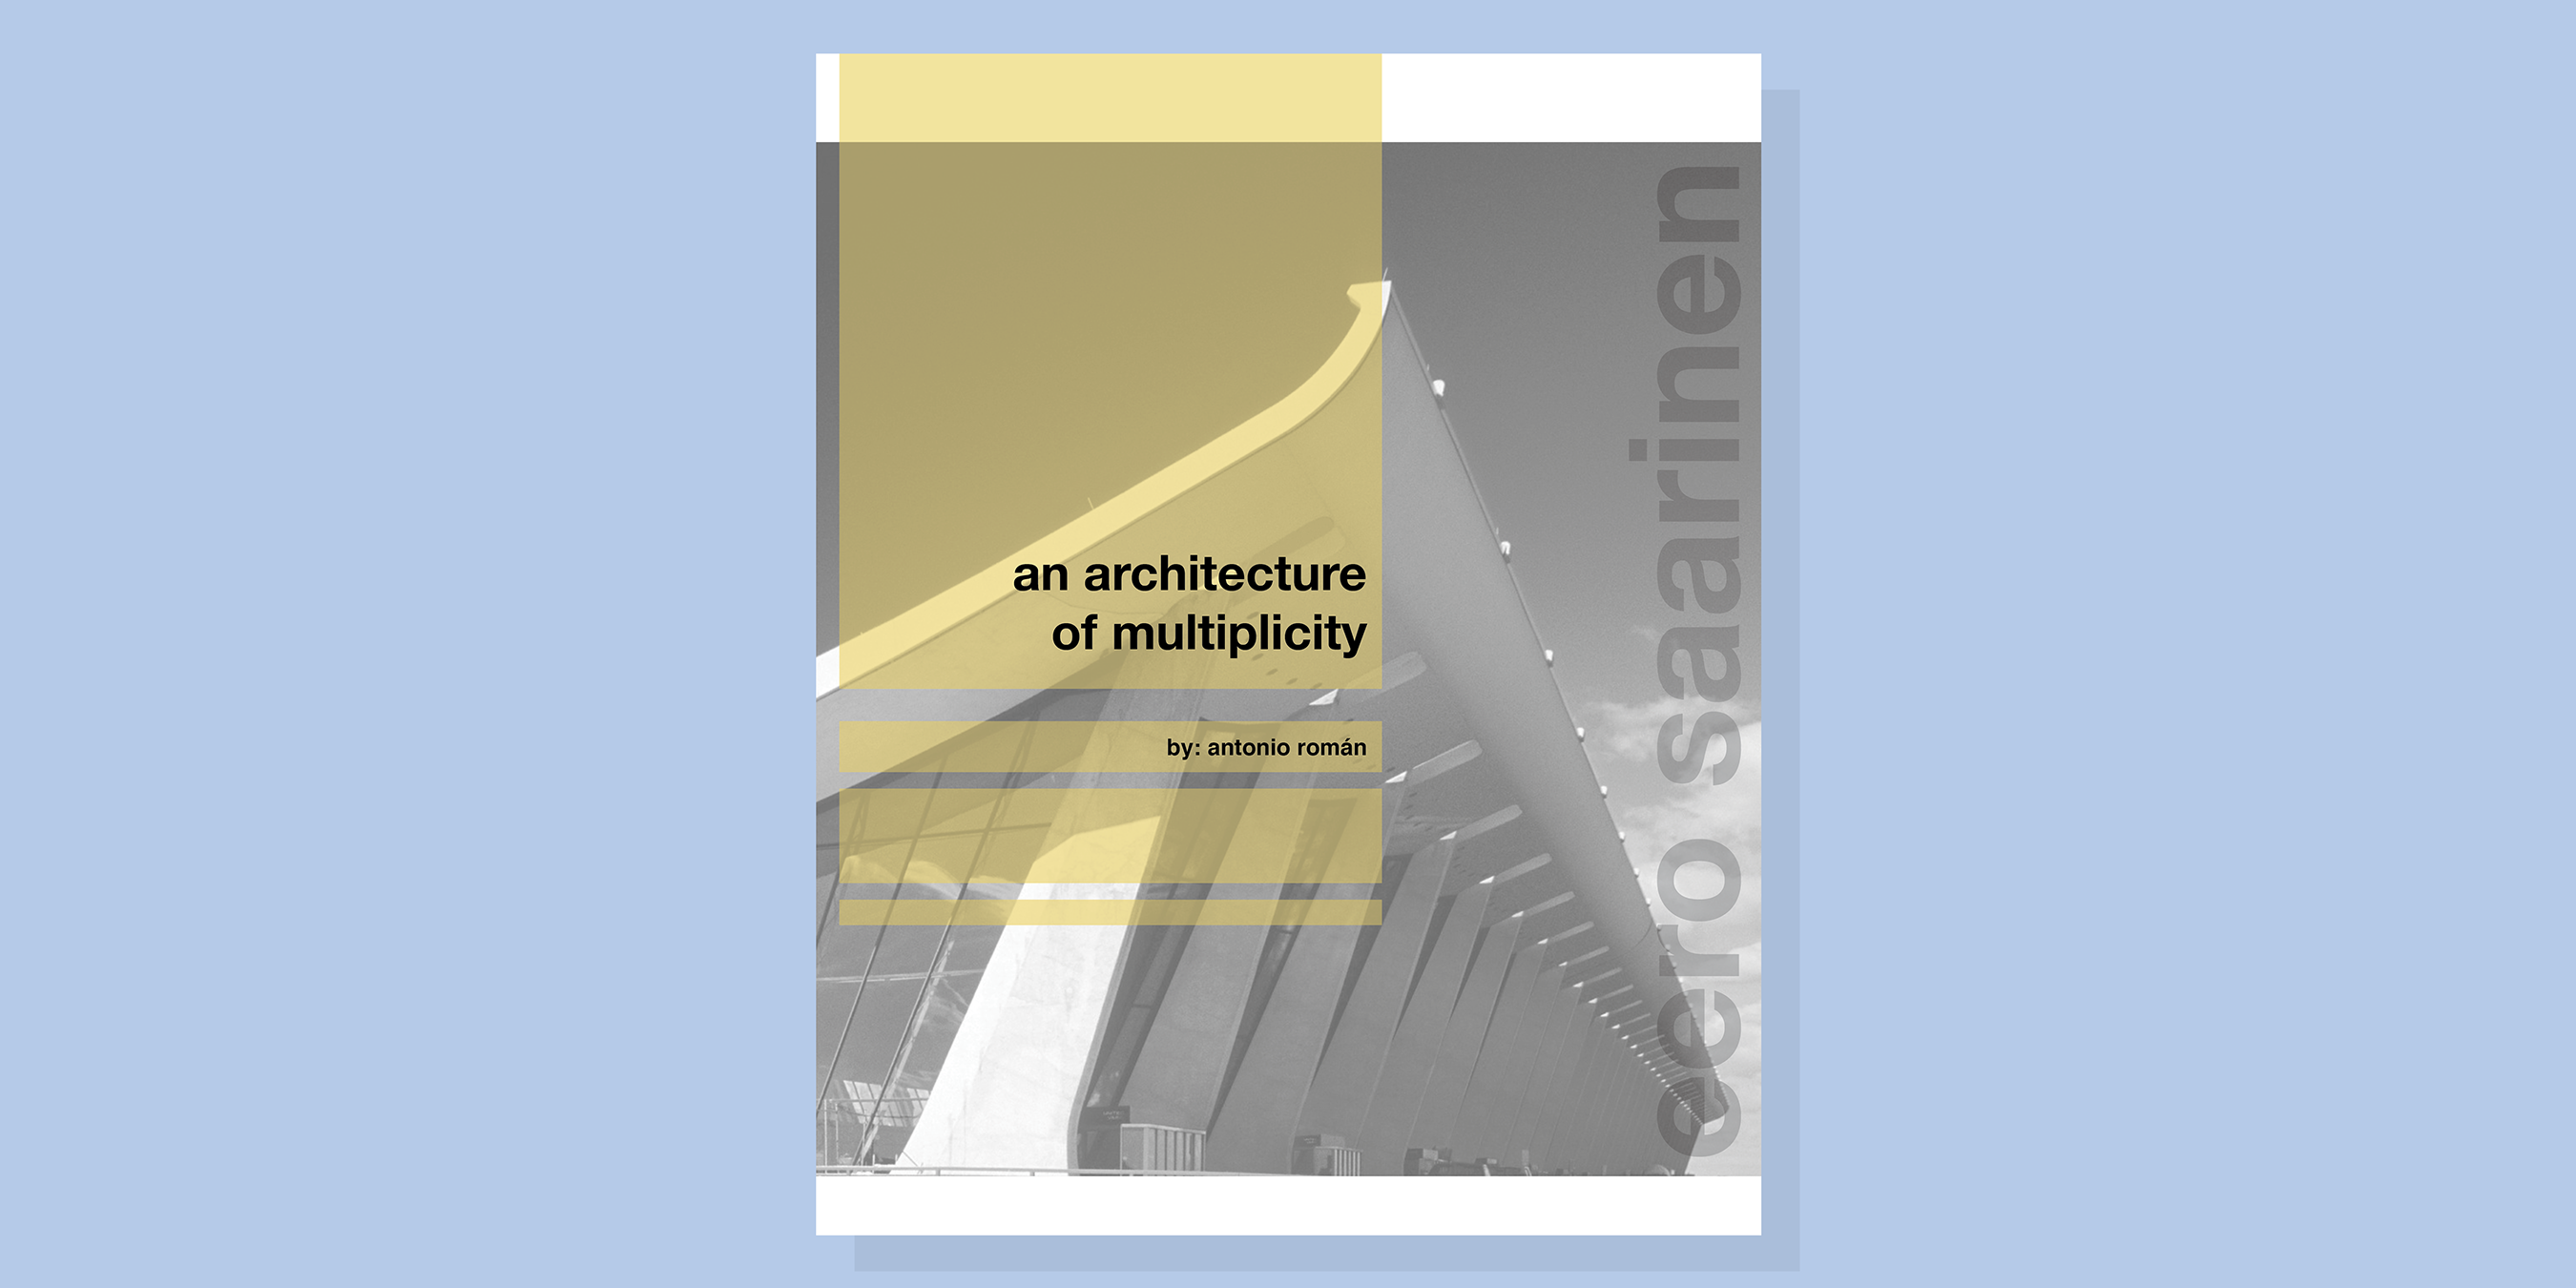 an architecture
of multiplicity
by: antonio román
eero saarinen